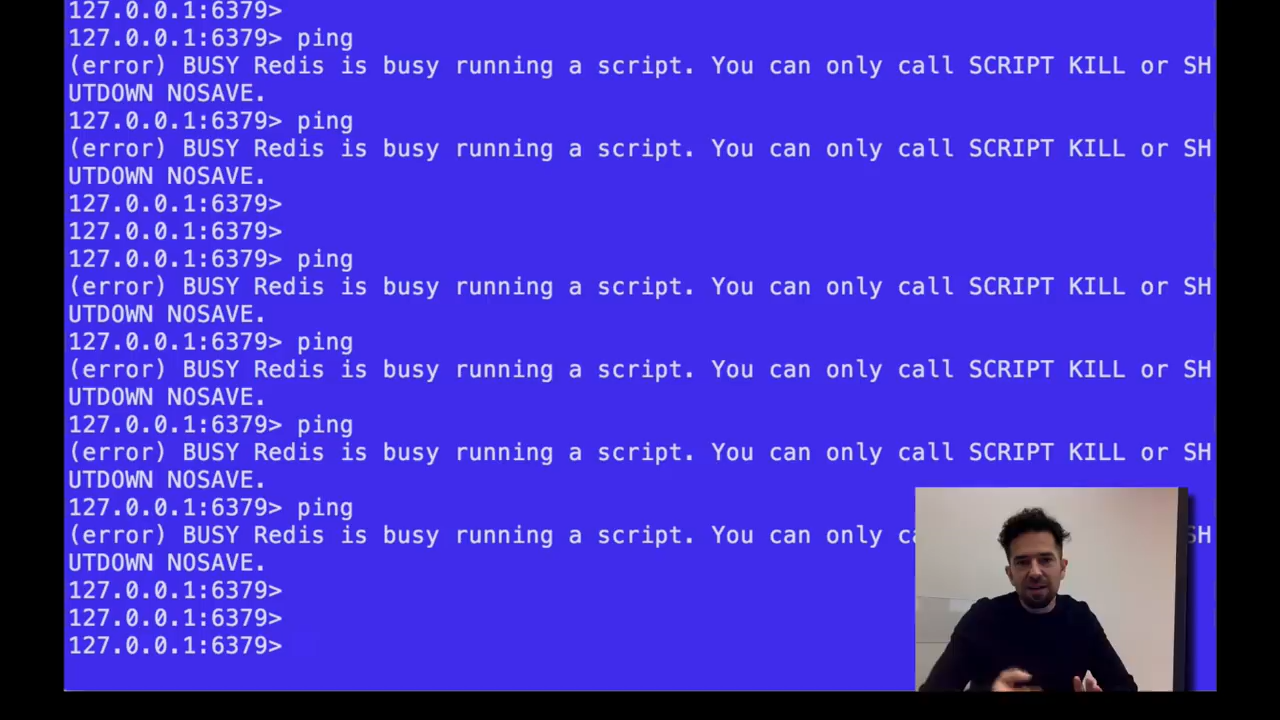 127.0.0.1:6379>
127.0.0.1:6379> ping
(error) BUSY Redis is busy running a script. You can only call SCRIPT KILL or SH
UTDOWN NOSAVE.
127.0.0.1:6379> ping
(error) BUSY Redis is busy running a script. You can only call SCRIPT KILL or SH
UTDOWN NOSAVE.
127.0.0.1:6379>
127.0.0.1:6379>
127.0.0.1:6379> ping
(error) BUSY Redis is busy running a script. You can only call SCRIPT KILL or SH
UTDOWN NOSAVE.
127.0.0.1:6379> ping
(error) BUSY Redis is busy running a script. You can only call SCRIPT KILL or SH
UTDOWN NOSAVE.
127.0.0.1:6379> ping
(error) BUSY Redis is busy running a script. You can only call SCRIPT KILL or SH
UTDOWN NOSAVE.
127.0.0.1:6379> ping
(error) BUSY Redis is busy running a script. You can only SH
UTDOWN NOSAVE.
127.0.0.1:6379>
127.0.0.1:6379>
127.0.0.1:6379>